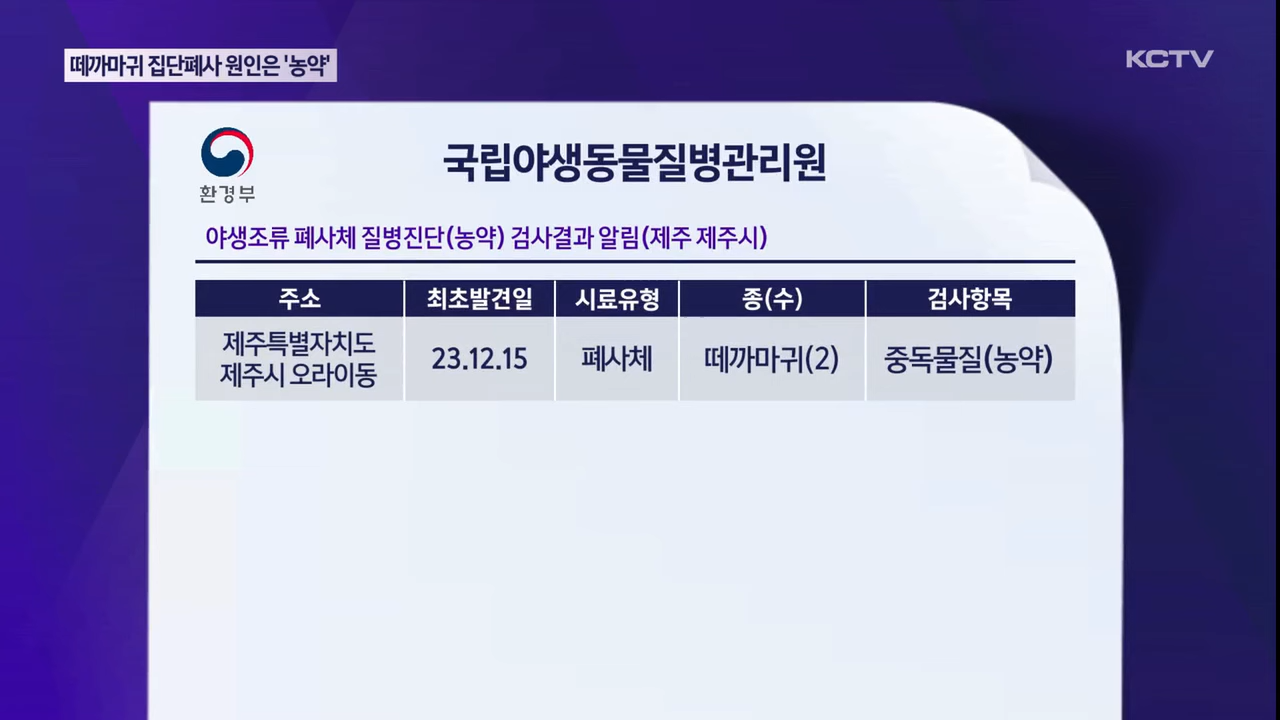 떼까마귀 집단폐사 원인은 '농약'
KCTV
환경부
국립야생동물질병관리원
야생조류 폐사체 질병진단(농약) 검사결과 알림(제주 제주시)
주소 최초발견일 시료유형 종(수) 검사항목
제주특별자치도
제주시 오라이동
23.12.15 폐사체 떼까마귀(2) 중독물질(농약)